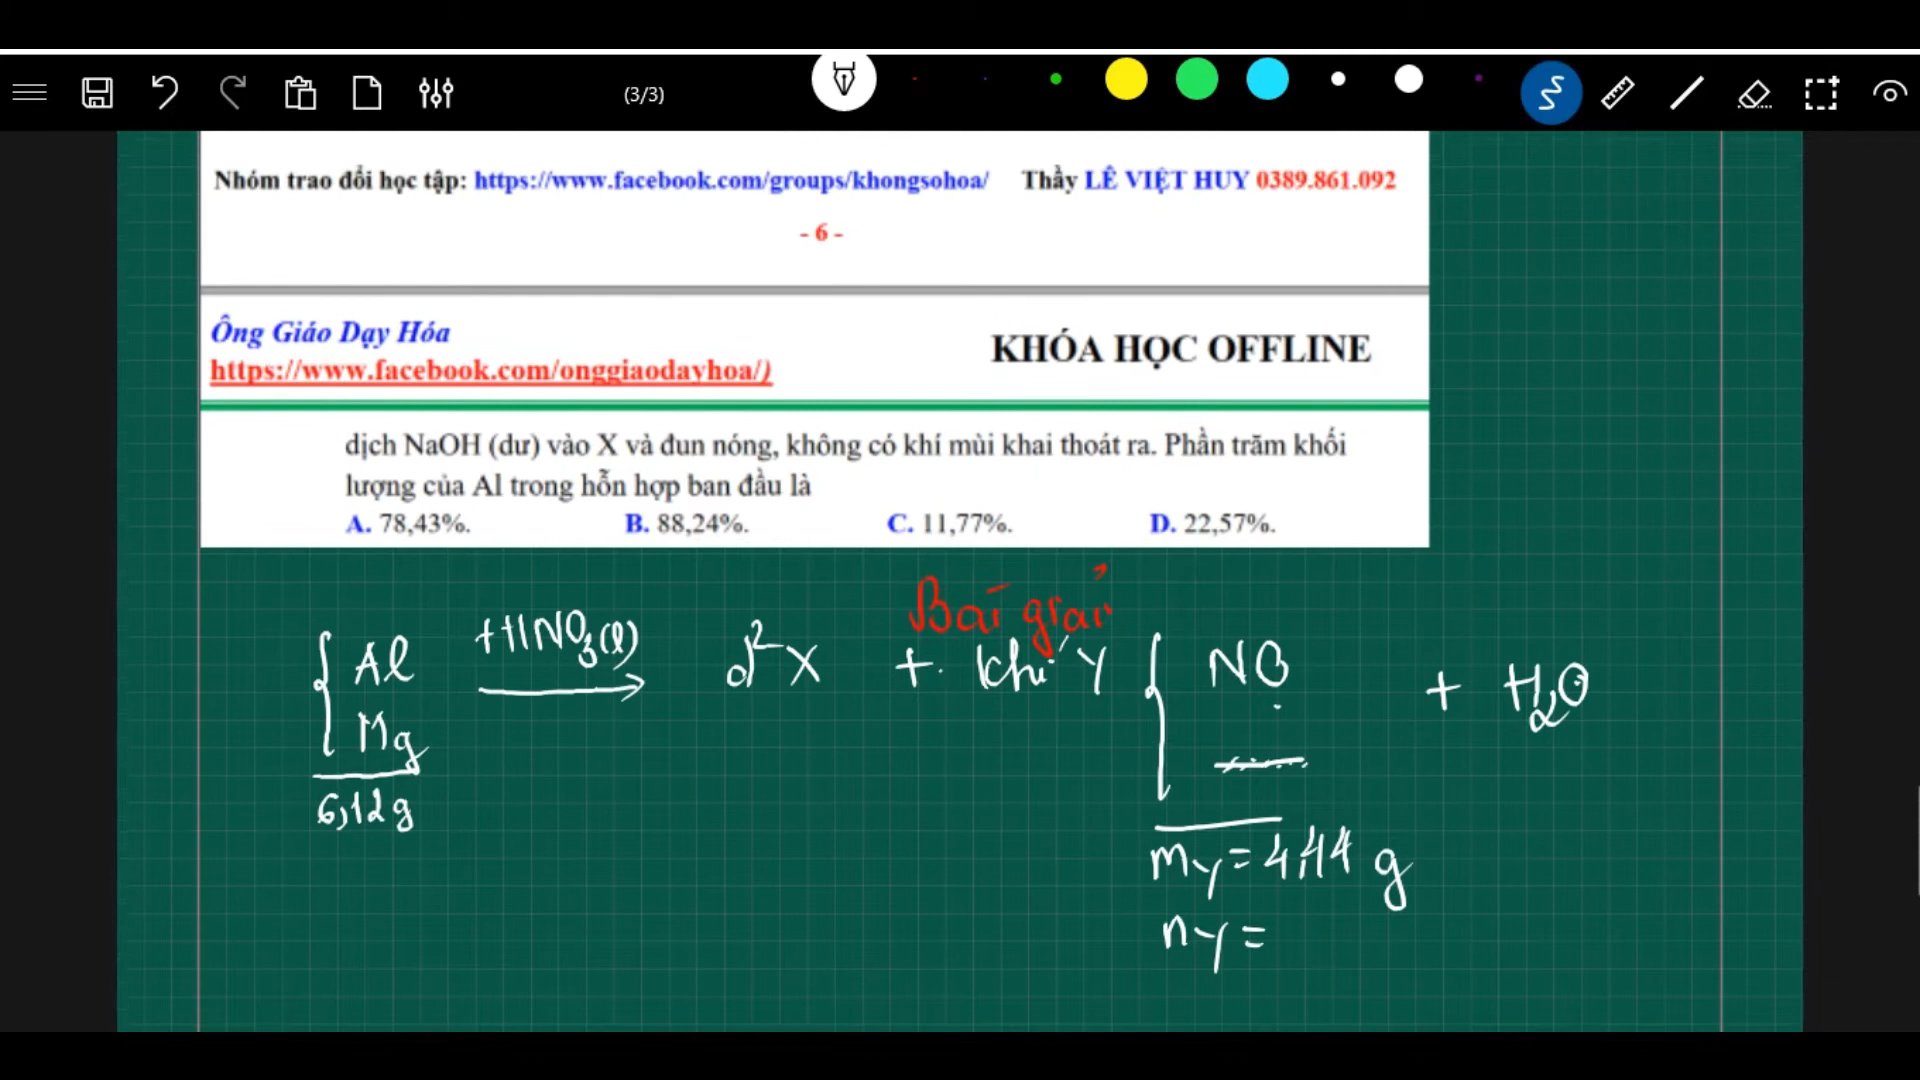 (3/3)
Nhóm trao đổi học tập: https://www.facebook.com/groups/khongsohoa/ Thầy LÊ VIỆT HUY 0389.861.092
- 6 -
Ông Giáo Dạy Hóa
KHÓA HỌC OFFLINE
https://www.facebook.com/onggiaodayhoa/)
dịch NaOH (dư) vào X và đun nóng, không có khí mùi khai thoát ra. Phần trăm khối
lượng của Al trong hỗn hợp ban đầu là
A. 78,43%. B. 88,24%. C. 11,77%. D. 22,57%.
Bài giải
{ Al +HNO3(l) d² X + khí Y { NO + H2O
Mg
6,12g
my = 4,44 g
ny =